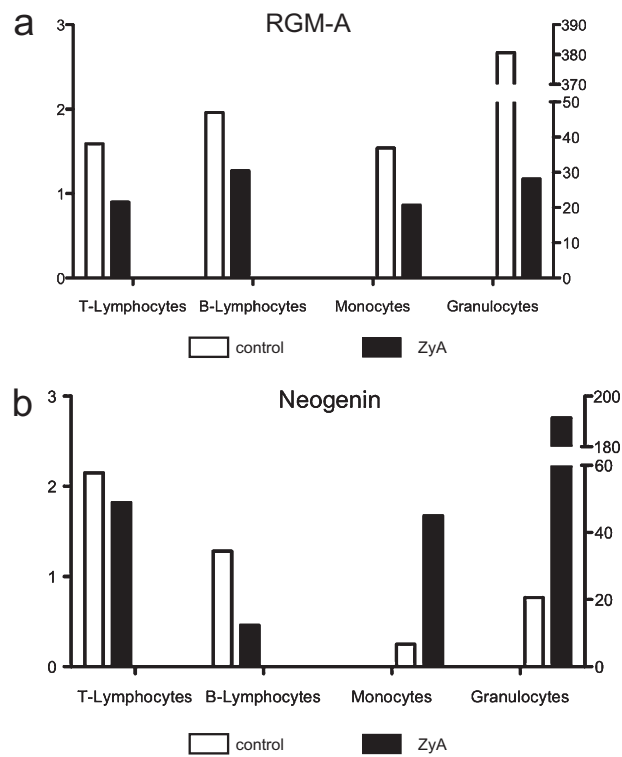 a
RGM-A
3
2
1
0
390
380
370
50
40
30
20
10
0
T-Lymphocytes B-Lymphocytes Monocytes Granulocytes
control ZyA
b
Neogenin
3
2
1
0
200
180
60
40
20
0
T-Lymphocytes B-Lymphocytes Monocytes Granulocytes
control ZyA